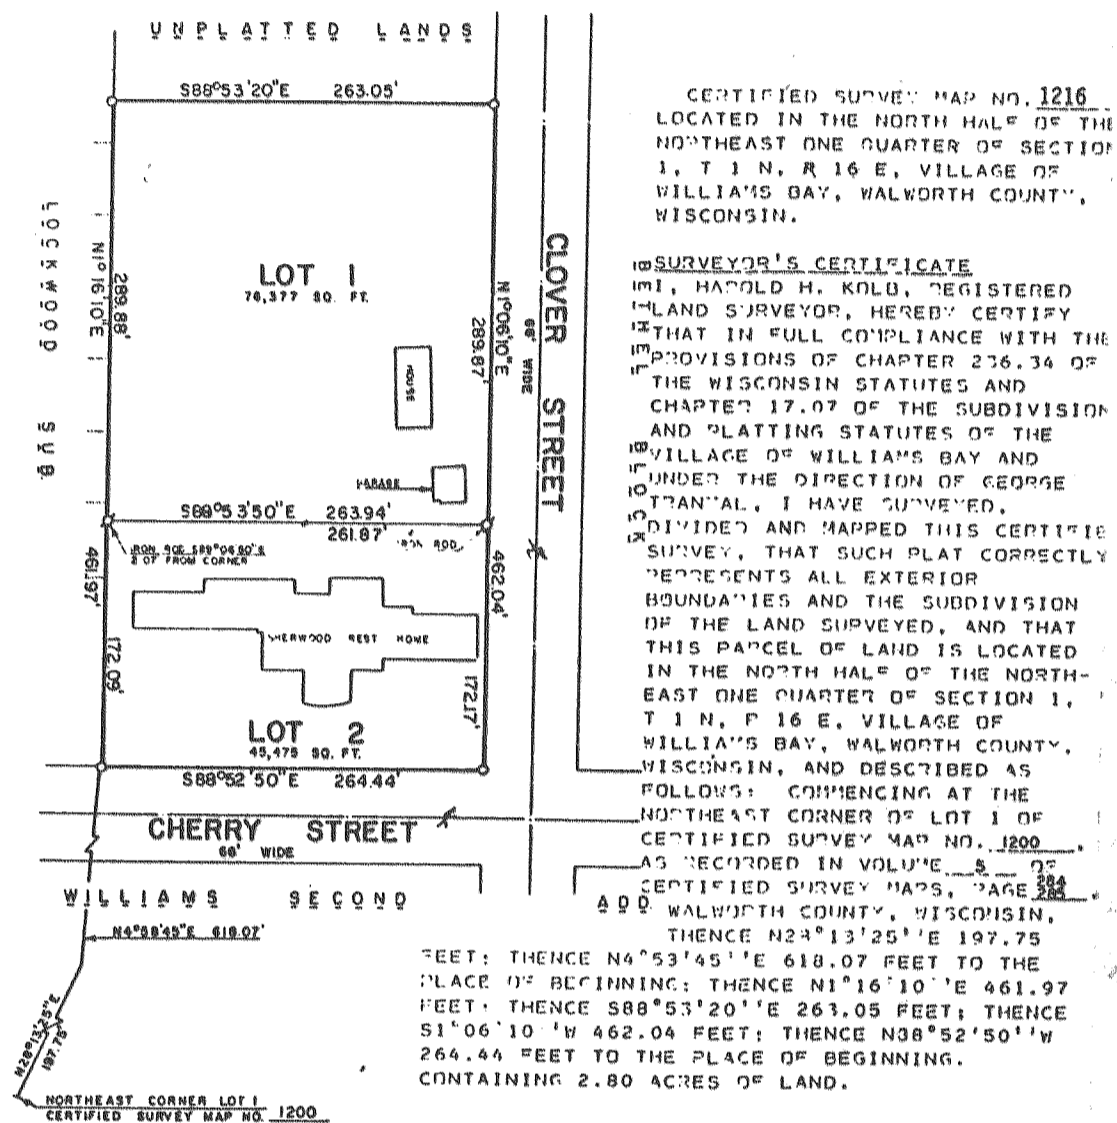 UNPLATTED LANDS
S88°53'20"E 263.05'
LOCKWOOD SUB.
N1°16'10"E
289.88'
LOT 1
76,377 SQ. FT.
HOUSE
GARAGE
N1°06'10"E
289.87'
CLOVER STREET
66' WIDE
S88°53'50"E 263.94'
261.87'
IRON ROD
2.07 FROM CORNER
IRON ROD
461.97'
172.09'
462.04'
172.17'
SHERWOOD REST HOME
LOT 2
45,475 SQ. FT.
S88°52'50"E 264.44'
CHERRY STREET
66' WIDE
WILLIAMS SECOND ADD.
BETHEL BLOCK
N4°58'45"E 618.07'
N28°13'25"E
197.75'
NORTHEAST CORNER LOT 1
CERTIFIED SURVEY MAP NO. 1200
CERTIFIED SURVEY MAP NO. 1216
LOCATED IN THE NORTH HALF OF THE
NORTHEAST ONE QUARTER OF SECTION
1, T 1 N, R 16 E, VILLAGE OF
WILLIAMS BAY, WALWORTH COUNTY,
WISCONSIN.
SURVEYOR'S CERTIFICATE
I, HAROLD H. KOLB, REGISTERED
LAND SURVEYOR, HEREBY CERTIFY
THAT IN FULL COMPLIANCE WITH THE
PROVISIONS OF CHAPTER 236.34 OF
THE WISCONSIN STATUTES AND
CHAPTER 17.07 OF THE SUBDIVISION
AND PLATTING STATUTES OF THE
VILLAGE OF WILLIAMS BAY AND
UNDER THE DIRECTION OF GEORGE
I HAVE SURVEYED,
DIVIDED AND MAPPED THIS CERTIFIE
SURVEY, THAT SUCH PLAT CORRECTLY
REPRESENTS ALL EXTERIOR
BOUNDARIES AND THE SUBDIVISION
OF THE LAND SURVEYED, AND THAT
THIS PARCEL OF LAND IS LOCATED
IN THE NORTH HALF OF THE NORTH-
EAST ONE QUARTER OF SECTION 1,
T 1 N, R 16 E, VILLAGE OF
WILLIAMS BAY, WALWORTH COUNTY,
WISCONSIN, AND DESCRIBED AS
FOLLOWS: COMMENCING AT THE
NORTHEAST CORNER OF LOT 1 OF
CERTIFIED SURVEY MAP NO. 1200,
AS RECORDED IN VOLUME 5 OF
CERTIFIED SURVEY MAPS, PAGE
WALWORTH COUNTY, WISCONSIN,
THENCE N28°13'25''E 197.75
FEET; THENCE N4°53'45''E 618.07 FEET TO THE
PLACE OF BEGINNING; THENCE N1°16'10''E 461.97
FEET; THENCE S88°53'20''E 263.05 FEET; THENCE
S1°06'10''W 462.04 FEET; THENCE N88°52'50''W
264.44 FEET TO THE PLACE OF BEGINNING.
CONTAINING 2.80 ACRES OF LAND.